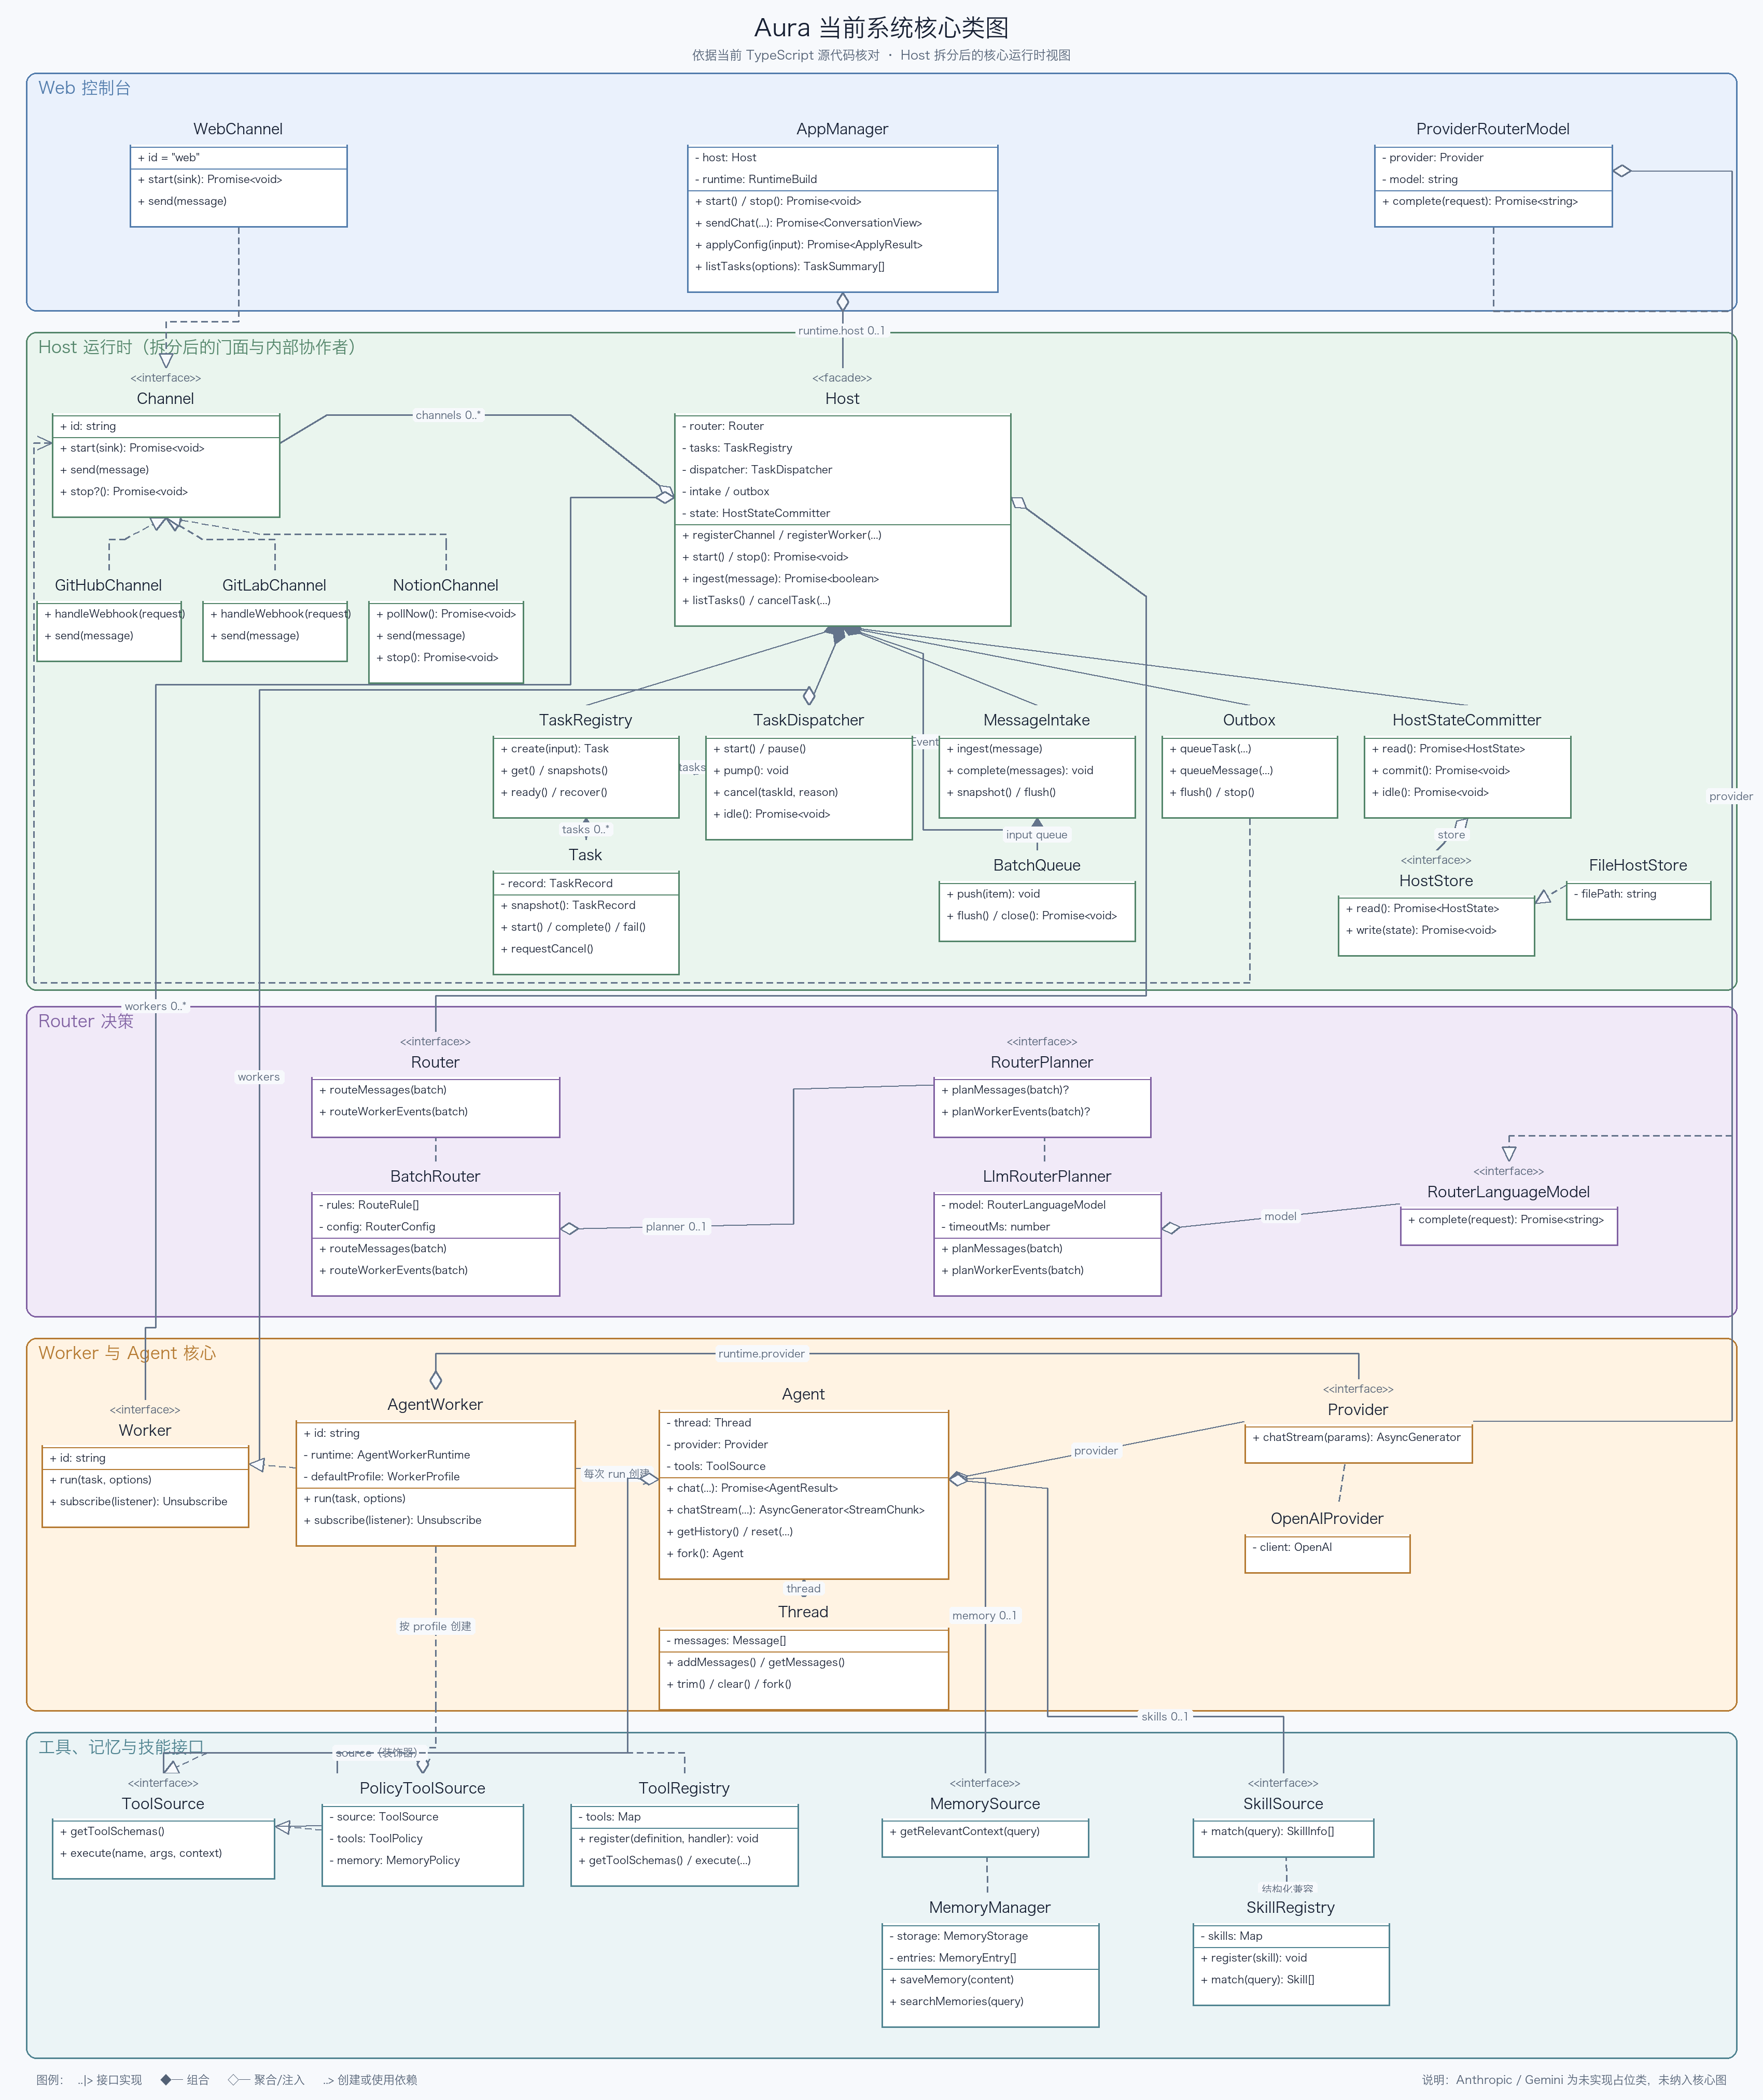 Aura 当前系统核心类图
依据当前 TypeScript 源代码核对 · Host 拆分后的核心运行时视图
Web 控制台
WebChannel
+ id = "web"
+ start(sink): Promise<void>
+ send(message)
AppManager
- host: Host
- runtime: RuntimeBuild
+ start() / stop(): Promise<void>
+ sendChat(...): Promise<ConversationView>
+ applyConfig(input): Promise<ApplyResult>
+ listTasks(options): TaskSummary[]
ProviderRouterModel
- provider: Provider
- model: string
+ complete(request): Promise<string>
runtime.host 0..1
Host 运行时（拆分后的门面与内部协作者）
<<interface>>
Channel
+ id: string
+ start(sink): Promise<void>
+ send(message)
+ stop?(): Promise<void>
channels 0..*
<<facade>>
Host
- router: Router
- tasks: TaskRegistry
- dispatcher: TaskDispatcher
- intake / outbox
- state: HostStateCommitter
+ registerChannel / registerWorker(...)
+ start() / stop(): Promise<void>
+ ingest(message): Promise<boolean>
+ listTasks() / cancelTask(...)
GitHubChannel
+ handleWebhook(request)
+ send(message)
GitLabChannel
+ handleWebhook(request)
+ send(message)
NotionChannel
+ pollNow(): Promise<void>
+ send(message)
+ stop(): Promise<void>
TaskRegistry
+ create(input): Task
+ get() / snapshots()
+ ready() / recover()
tasks
TaskDispatcher
+ start() / pause()
+ pump(): void
+ cancel(taskId, reason)
+ idle(): Promise<void>
MessageIntake
+ ingest(message)
+ complete(messages): void
+ snapshot() / flush()
Outbox
+ queueTask(...)
+ queueMessage(...)
+ flush() / stop()
HostStateCommitter
+ read(): Promise<HostState>
+ commit(): Promise<void>
+ idle(): Promise<void>
provider
tasks 0..*
Task
- record: TaskRecord
+ snapshot(): TaskRecord
+ start() / complete() / fail()
+ requestCancel()
input queue
BatchQueue
+ push(item): void
+ flush() / close(): Promise<void>
store
<<interface>>
HostStore
+ read(): Promise<HostState>
+ write(state): Promise<void>
FileHostStore
- filePath: string
workers 0..*
Router 决策
workers
<<interface>>
Router
+ routeMessages(batch)
+ routeWorkerEvents(batch)
<<interface>>
RouterPlanner
+ planMessages(batch)?
+ planWorkerEvents(batch)?
BatchRouter
- rules: RouteRule[]
- config: RouterConfig
+ routeMessages(batch)
+ routeWorkerEvents(batch)
planner 0..1
LlmRouterPlanner
- model: RouterLanguageModel
- timeoutMs: number
+ planMessages(batch)
+ planWorkerEvents(batch)
model
<<interface>>
RouterLanguageModel
+ complete(request): Promise<string>
Worker 与 Agent 核心
runtime.provider
<<interface>>
Worker
+ id: string
+ run(task, options)
+ subscribe(listener): Unsubscribe
AgentWorker
+ id: string
- runtime: AgentWorkerRuntime
- defaultProfile: WorkerProfile
+ run(task, options)
+ subscribe(listener): Unsubscribe
每次 run 创建
Agent
- thread: Thread
- provider: Provider
- tools: ToolSource
+ chat(...): Promise<AgentResult>
+ chatStream(...): AsyncGenerator<StreamChunk>
+ getHistory() / reset(...)
+ fork(): Agent
provider
<<interface>>
Provider
+ chatStream(params): AsyncGenerator
OpenAIProvider
- client: OpenAI
按 profile 创建
thread
Thread
- messages: Message[]
+ addMessages() / getMessages()
+ trim() / clear() / fork()
memory 0..1
skills 0..1
工具、记忆与技能接口
source（装饰器）
<<interface>>
ToolSource
+ getToolSchemas()
+ execute(name, args, context)
PolicyToolSource
- source: ToolSource
- tools: ToolPolicy
- memory: MemoryPolicy
ToolRegistry
- tools: Map
+ register(definition, handler): void
+ getToolSchemas() / execute(...)
<<interface>>
MemorySource
+ getRelevantContext(query)
<<interface>>
SkillSource
+ match(query): SkillInfo[]
结构化兼容
MemoryManager
- storage: MemoryStorage
- entries: MemoryEntry[]
+ saveMemory(content)
+ searchMemories(query)
SkillRegistry
- skills: Map
+ register(skill): void
+ match(query): Skill[]
图例： ..|> 接口实现 ◆— 组合 ◇— 聚合/注入 ..> 创建或使用依赖
说明：Anthropic / Gemini 为未实现占位类，未纳入核心图